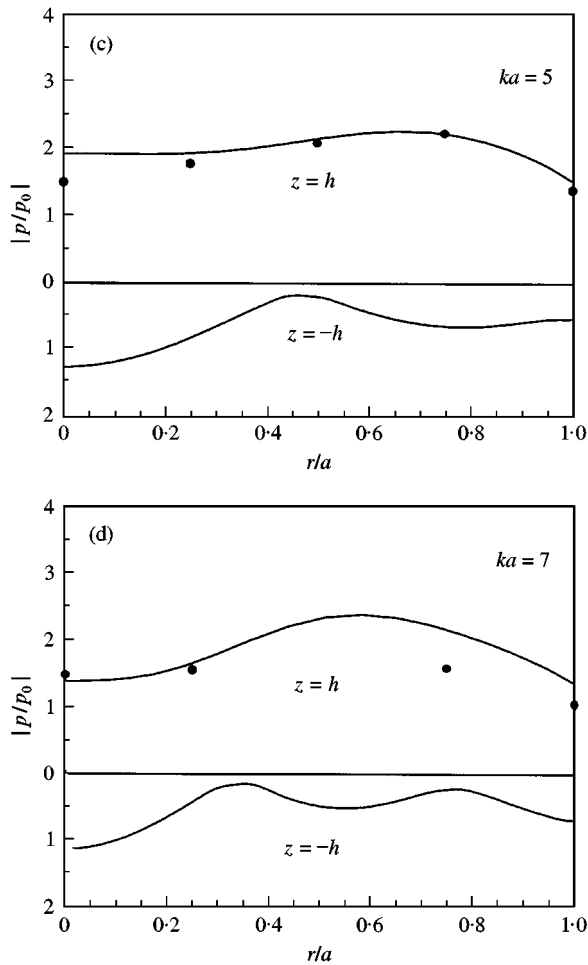 (c)
ka = 5
4
3
2
1
0
1
2
|p/p₀|
z = h
z = −h
0 0·2 0·4 0·6 0·8 1·0
r/a
(d)
ka = 7
4
3
2
1
0
1
2
|p/p₀|
z = h
z = −h
0 0·2 0·4 0·6 0·8 1·0
r/a